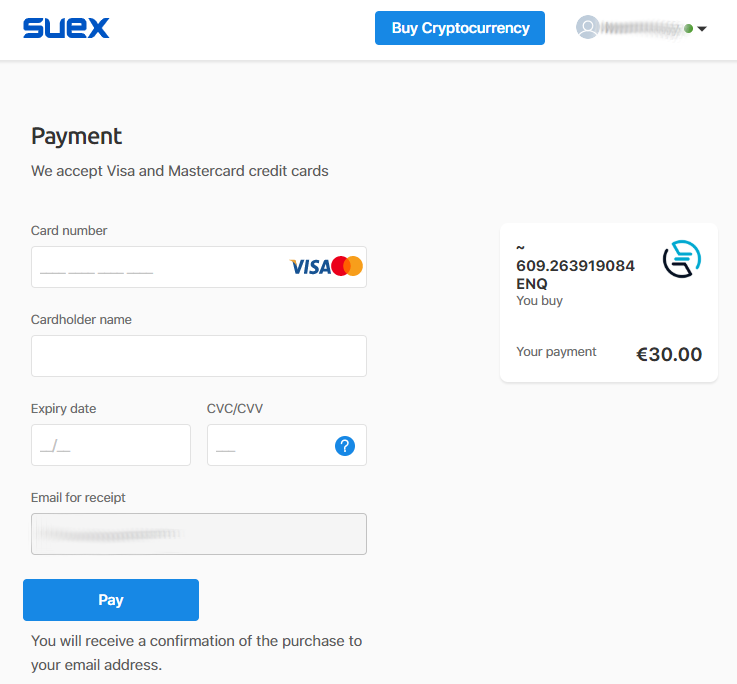 suex
Buy Cryptocurrency
Payment
We accept Visa and Mastercard credit cards
Card number
VISA
Cardholder name
Expiry date
CVC/CVV
__/__
?
Email for receipt
Pay
You will receive a confirmation of the purchase to
your email address.
~
609.263919084
ENQ
You buy
Your payment
€30.00